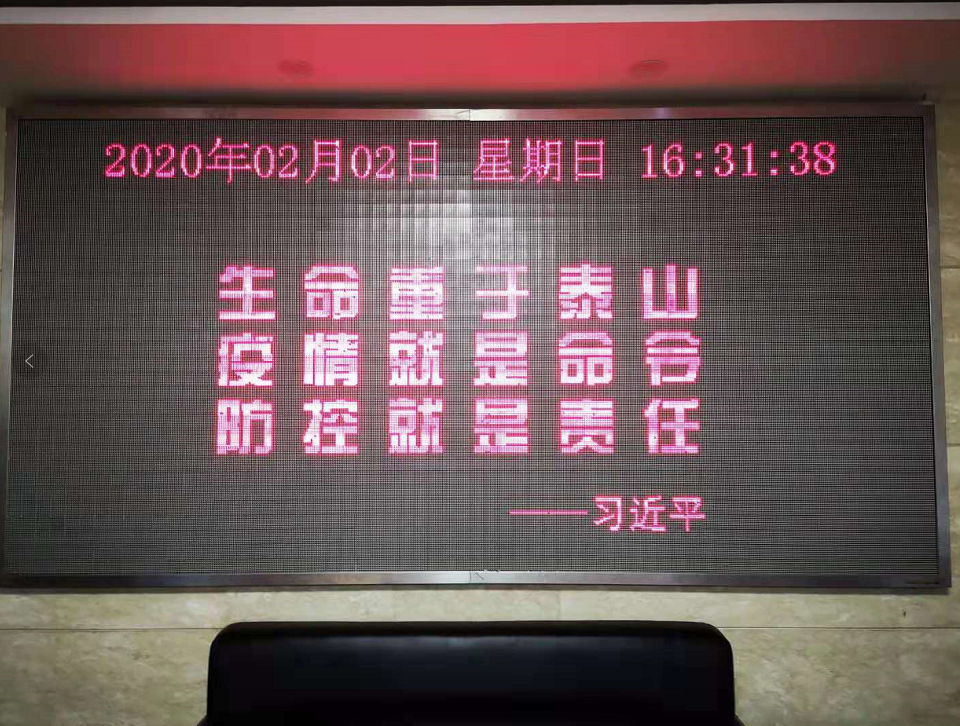 2020年02月02日 星期日 16:31:38
生命重于泰山
疫情就是命令
防控就是责任
——习近平